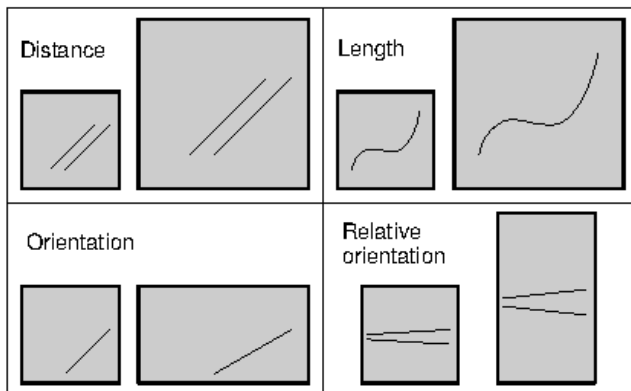 Distance
Length
Orientation
Relative
orientation